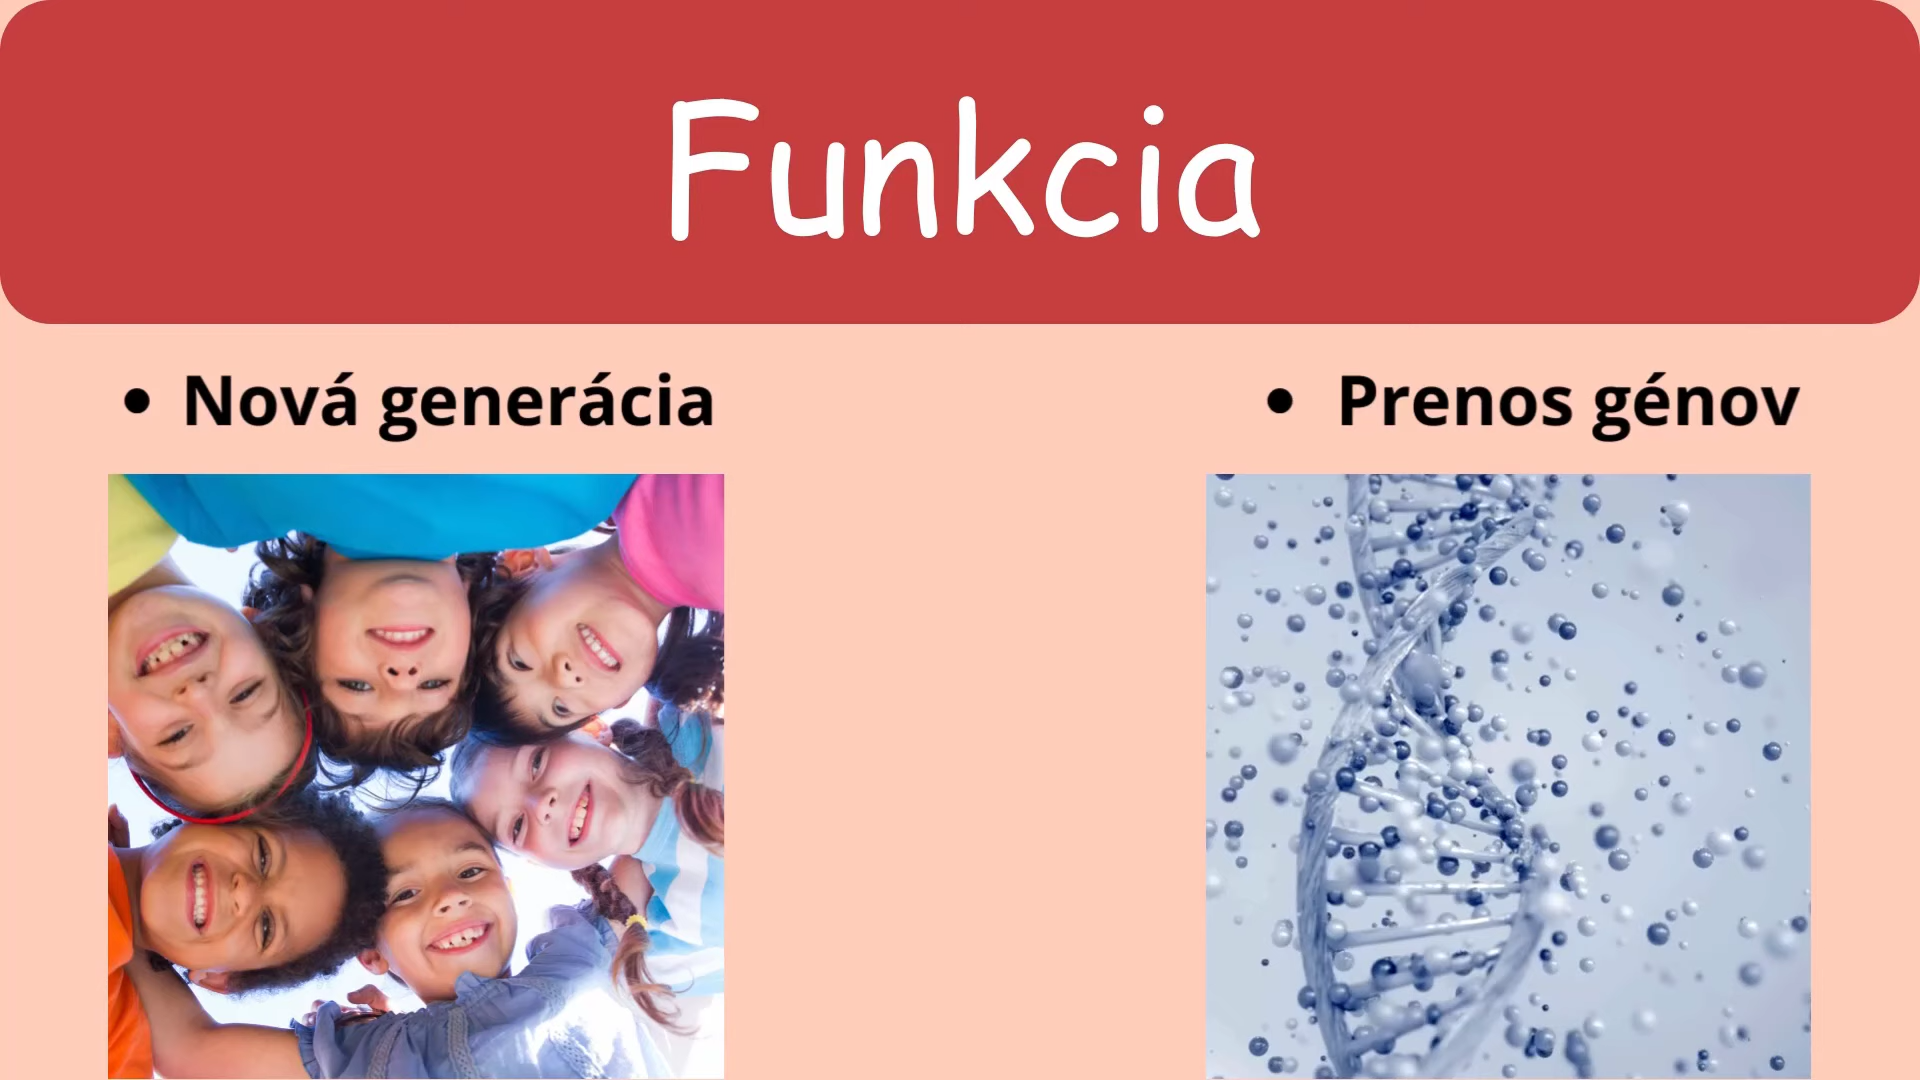 Funkcia
• Nová generácia
• Prenos génov